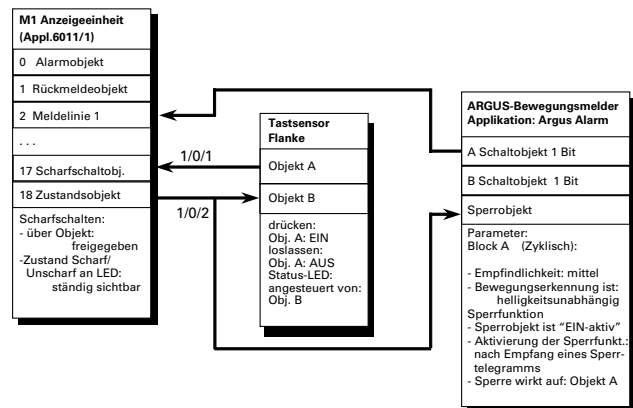 M1 Anzeigeeinheit
(Appl.6011/1)
0 Alarmobjekt
1 Rückmeldeobjekt
2 Meldelinie 1
. . .
17 Scharfschaltobj.
18 Zustandsobjekt
Scharfschalten:
- über Objekt:
freigegeben
-Zustand Scharf/
Unscharf an LED:
ständig sichtbar
1/0/1
1/0/2
Tastsensor
Flanke
Objekt A
Objekt B
drücken:
Obj. A: EIN
loslassen:
Obj. A: AUS
Status-LED:
angesteuert von:
Obj. B
ARGUS-Bewegungsmelder
Applikation: Argus Alarm
A Schaltobjekt 1 Bit
B Schaltobjekt 1 Bit
Sperrobjekt
Parameter:
Block A (Zyklisch):
- Empfindlichkeit: mittel
- Bewegungserkennung ist:
helligkeitsunabhängig
Sperrfunktion
- Sperrobjekt ist "EIN-aktiv"
- Aktivierung der Sperrfunkt.:
nach Empfang eines Sperr-
telegramms
- Sperre wirkt auf: Objekt A